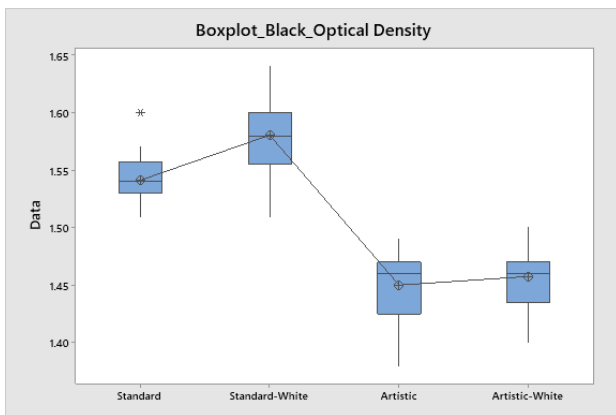 Boxplot_Black_Optical Density
1.65
1.60
1.55
1.50
1.45
1.40
Data
Standard
Standard-White
Artistic
Artistic-White